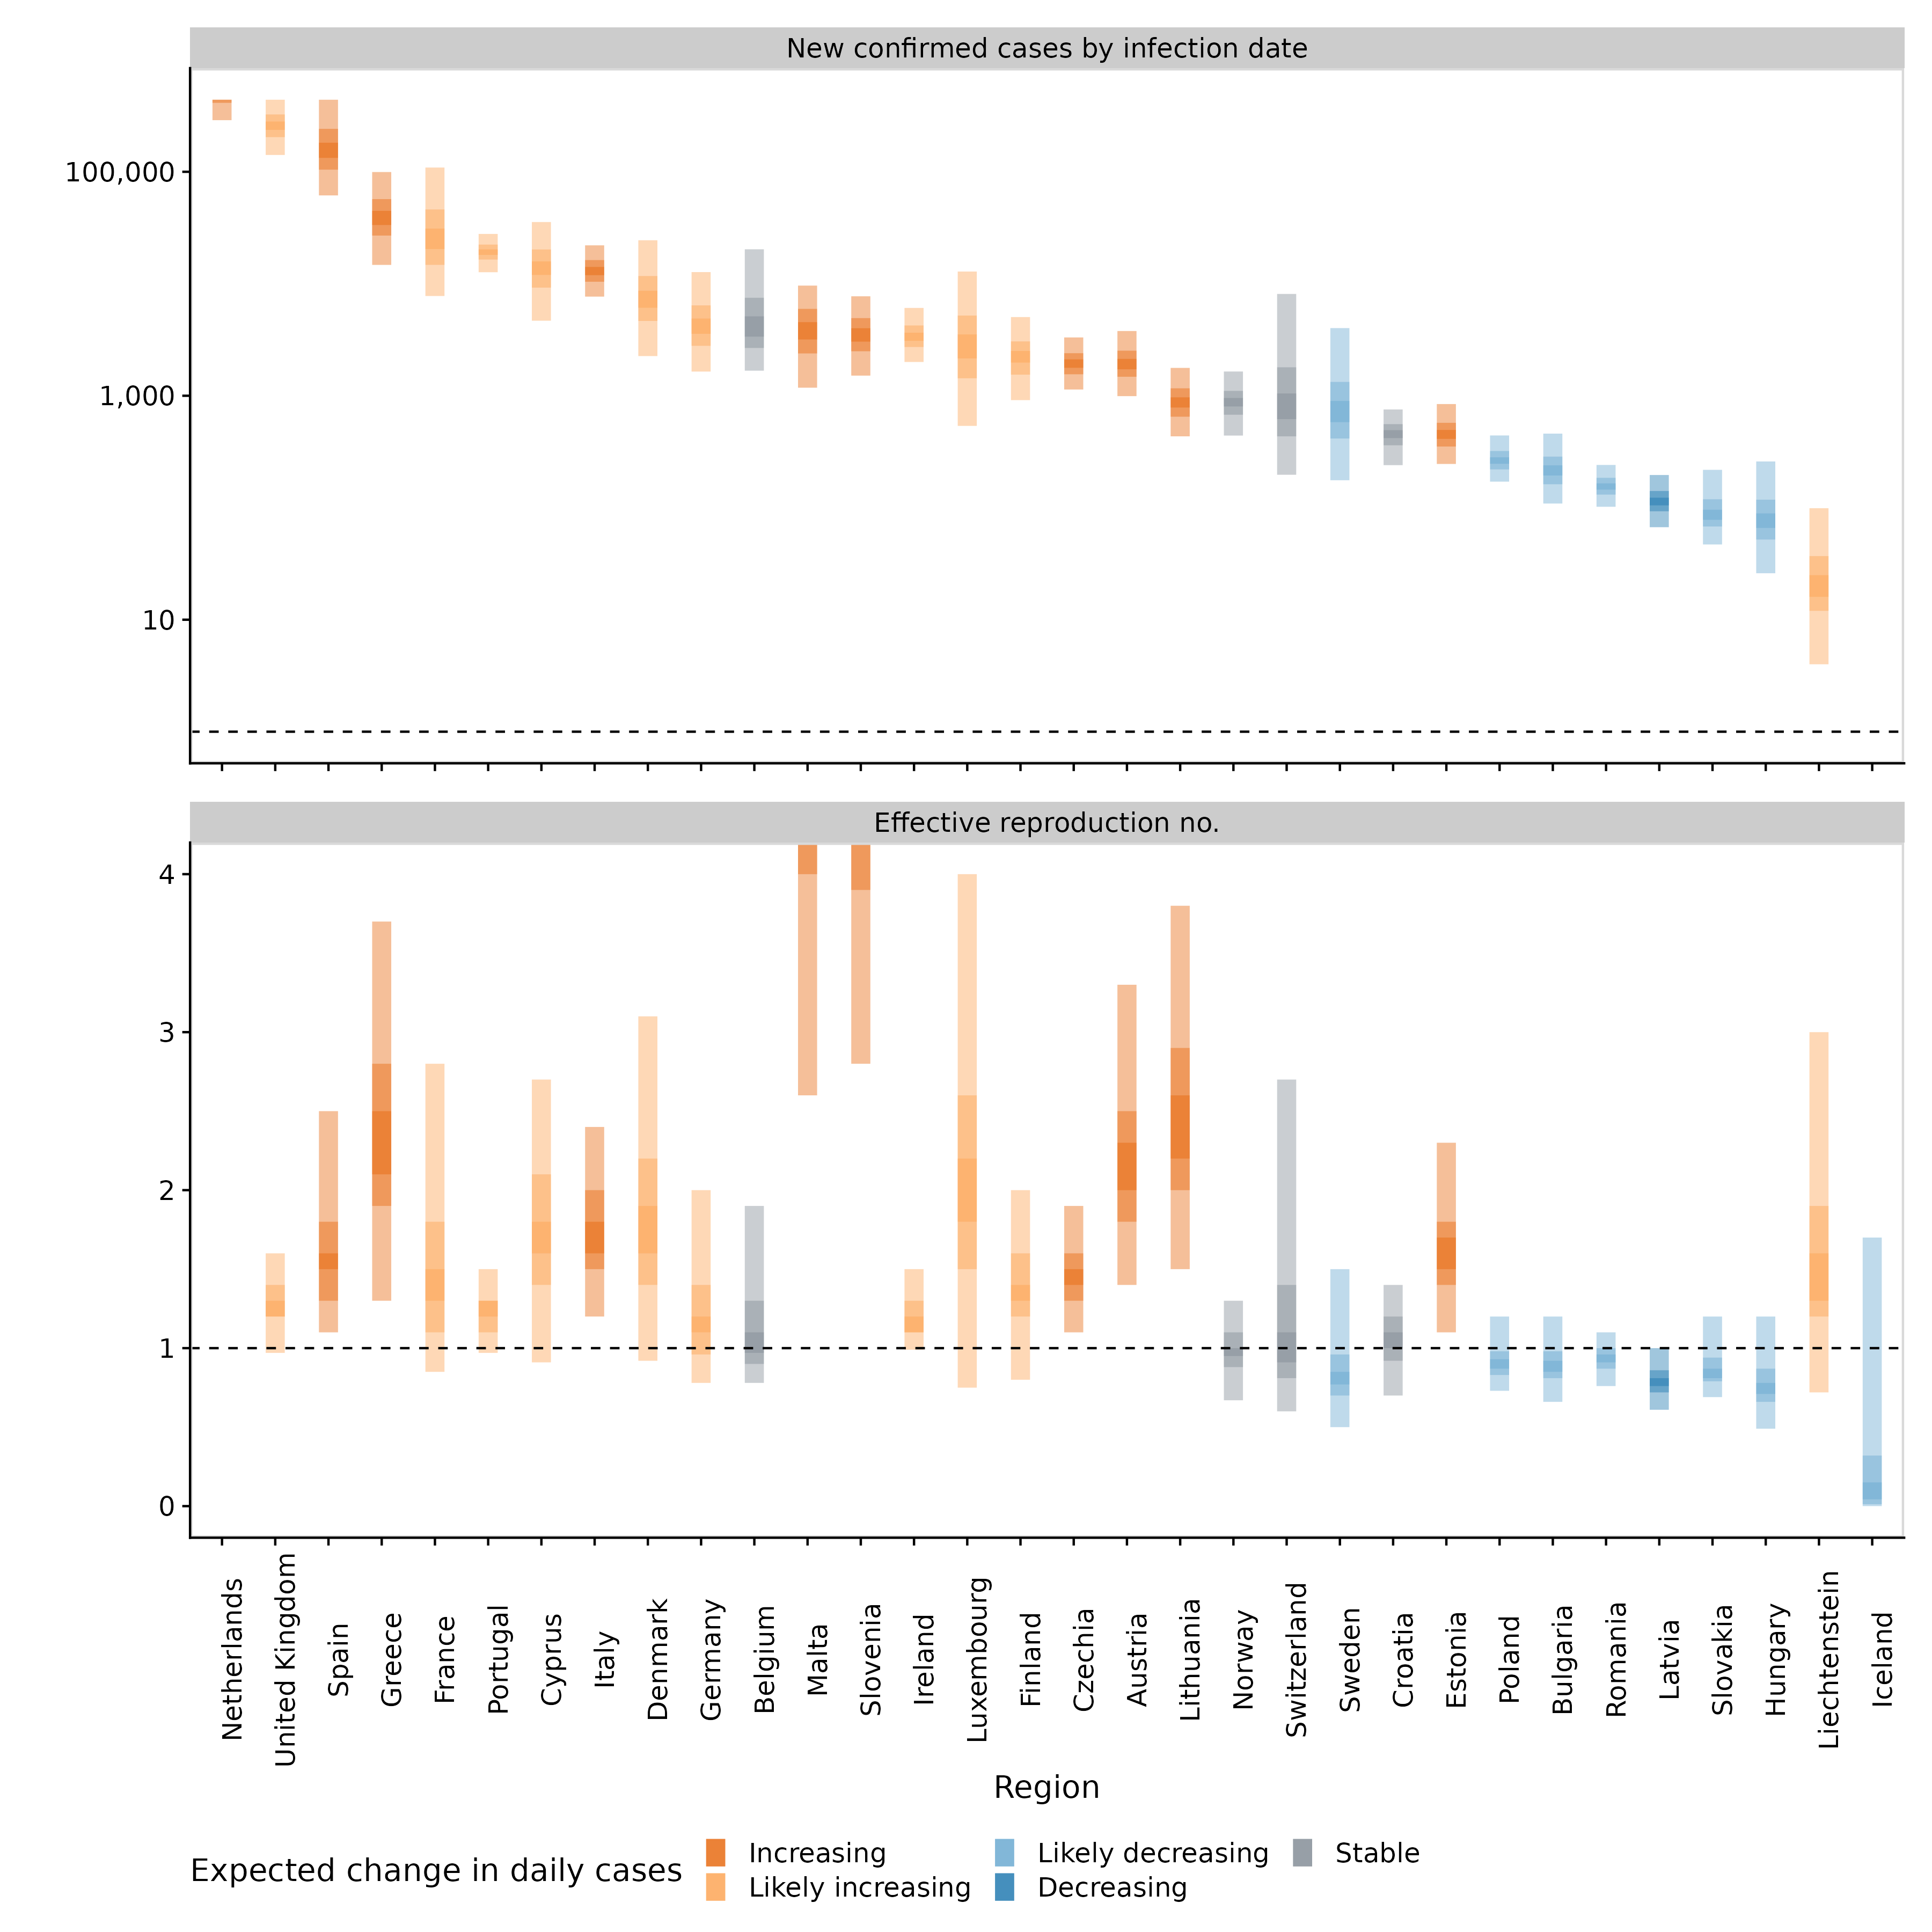 New confirmed cases by infection date
100,000
1,000
10
Effective reproduction no.
4
3
2
1
0
Netherlands
United Kingdom
Spain
Greece
France
Portugal
Cyprus
Italy
Denmark
Germany
Belgium
Malta
Slovenia
Ireland
Luxembourg
Finland
Czechia
Austria
Lithuania
Norway
Switzerland
Sweden
Croatia
Estonia
Poland
Bulgaria
Romania
Latvia
Slovakia
Hungary
Liechtenstein
Iceland
Region
Expected change in daily cases
Increasing
Likely increasing
Likely decreasing
Decreasing
Stable